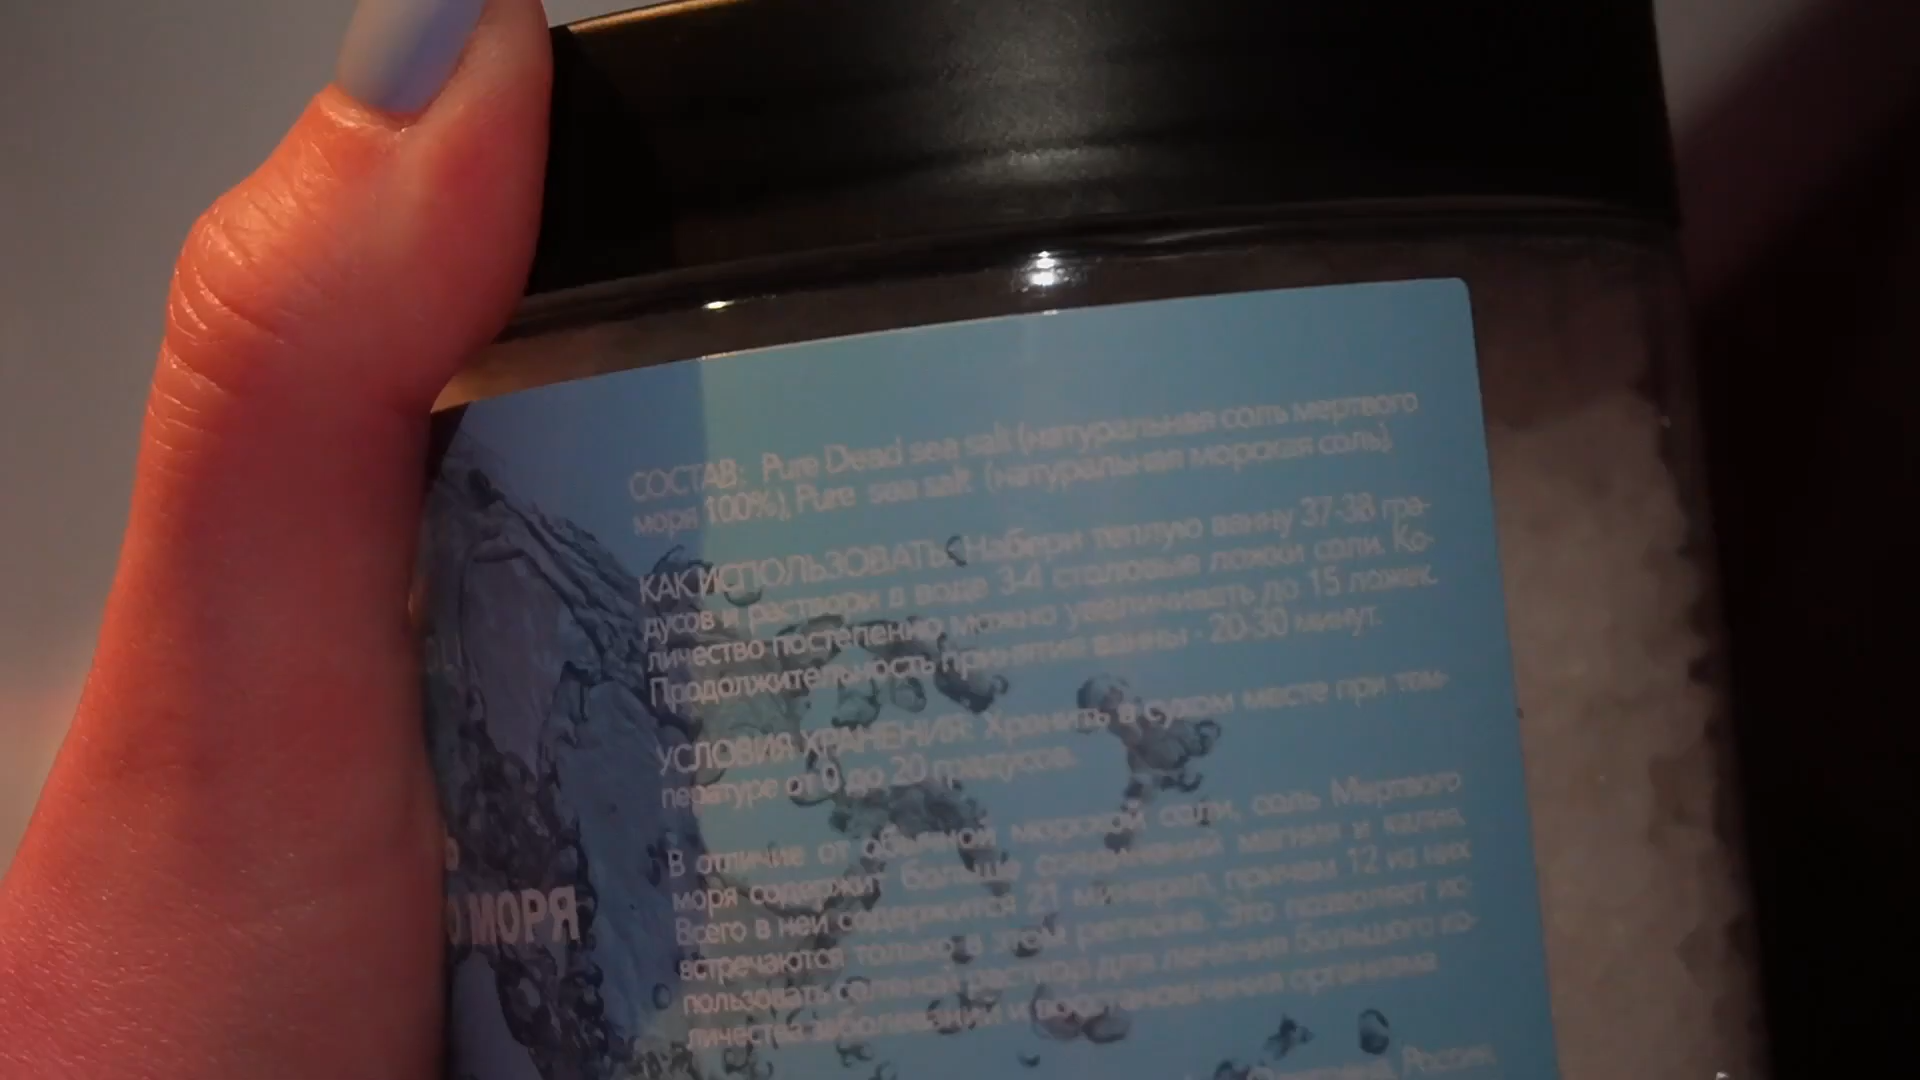 СОСТАВ: Pure Dead sea salt (натуральная соль мертвого
моря 100%), Pure sea salt (натуральная морская соль).
КАК ИСПОЛЬЗОВАТЬ: Набери теплую ванну 37-38 гра-
дусов и раствори в воде 3-4 столовые ложки соли. Ко-
личество постепенно можно увеличивать до 15 ложек.
Продолжительность принятия ванны - 20-30 минут.
УСЛОВИЯ ХРАНЕНИЯ: Хранить в сухом месте при тем-
пературе от 0 до 20 градусов.
В отличие от обычной морской соли, соль Мертвого
моря содержит больше соединений магния и калия.
Всего в ней содержится 21 минерал, причем 12 из них
встречаются только в этом регионе. Это позволяет ис-
пользовать соляной раствор для лечения большого ко-
личества заболеваний и восстановления организма
О МОРЯ
Россия